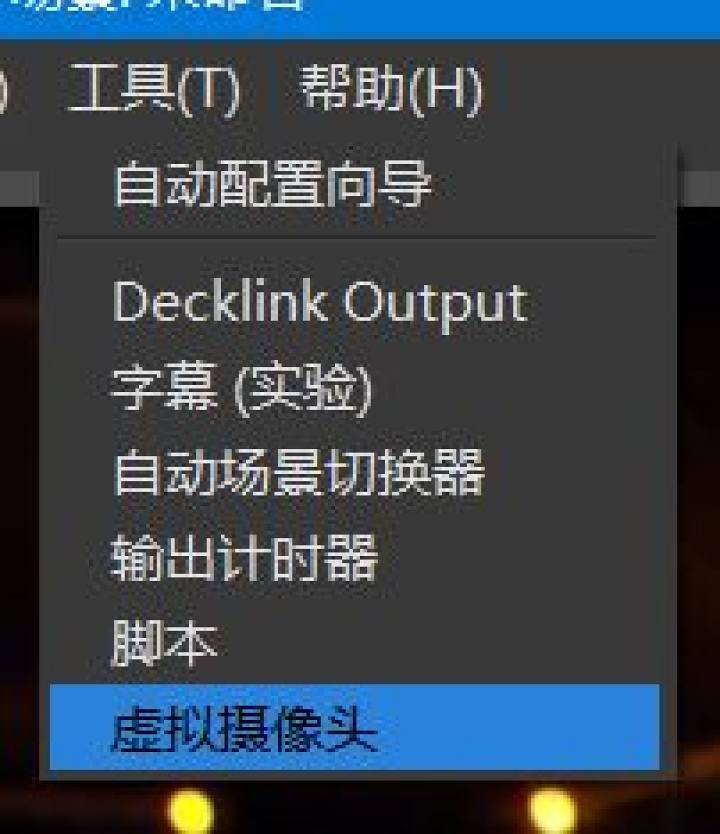 工具(T) 帮助(H)
自动配置向导
Decklink Output
字幕 (实验)
自动场景切换器
输出计时器
脚本
虚拟摄像头